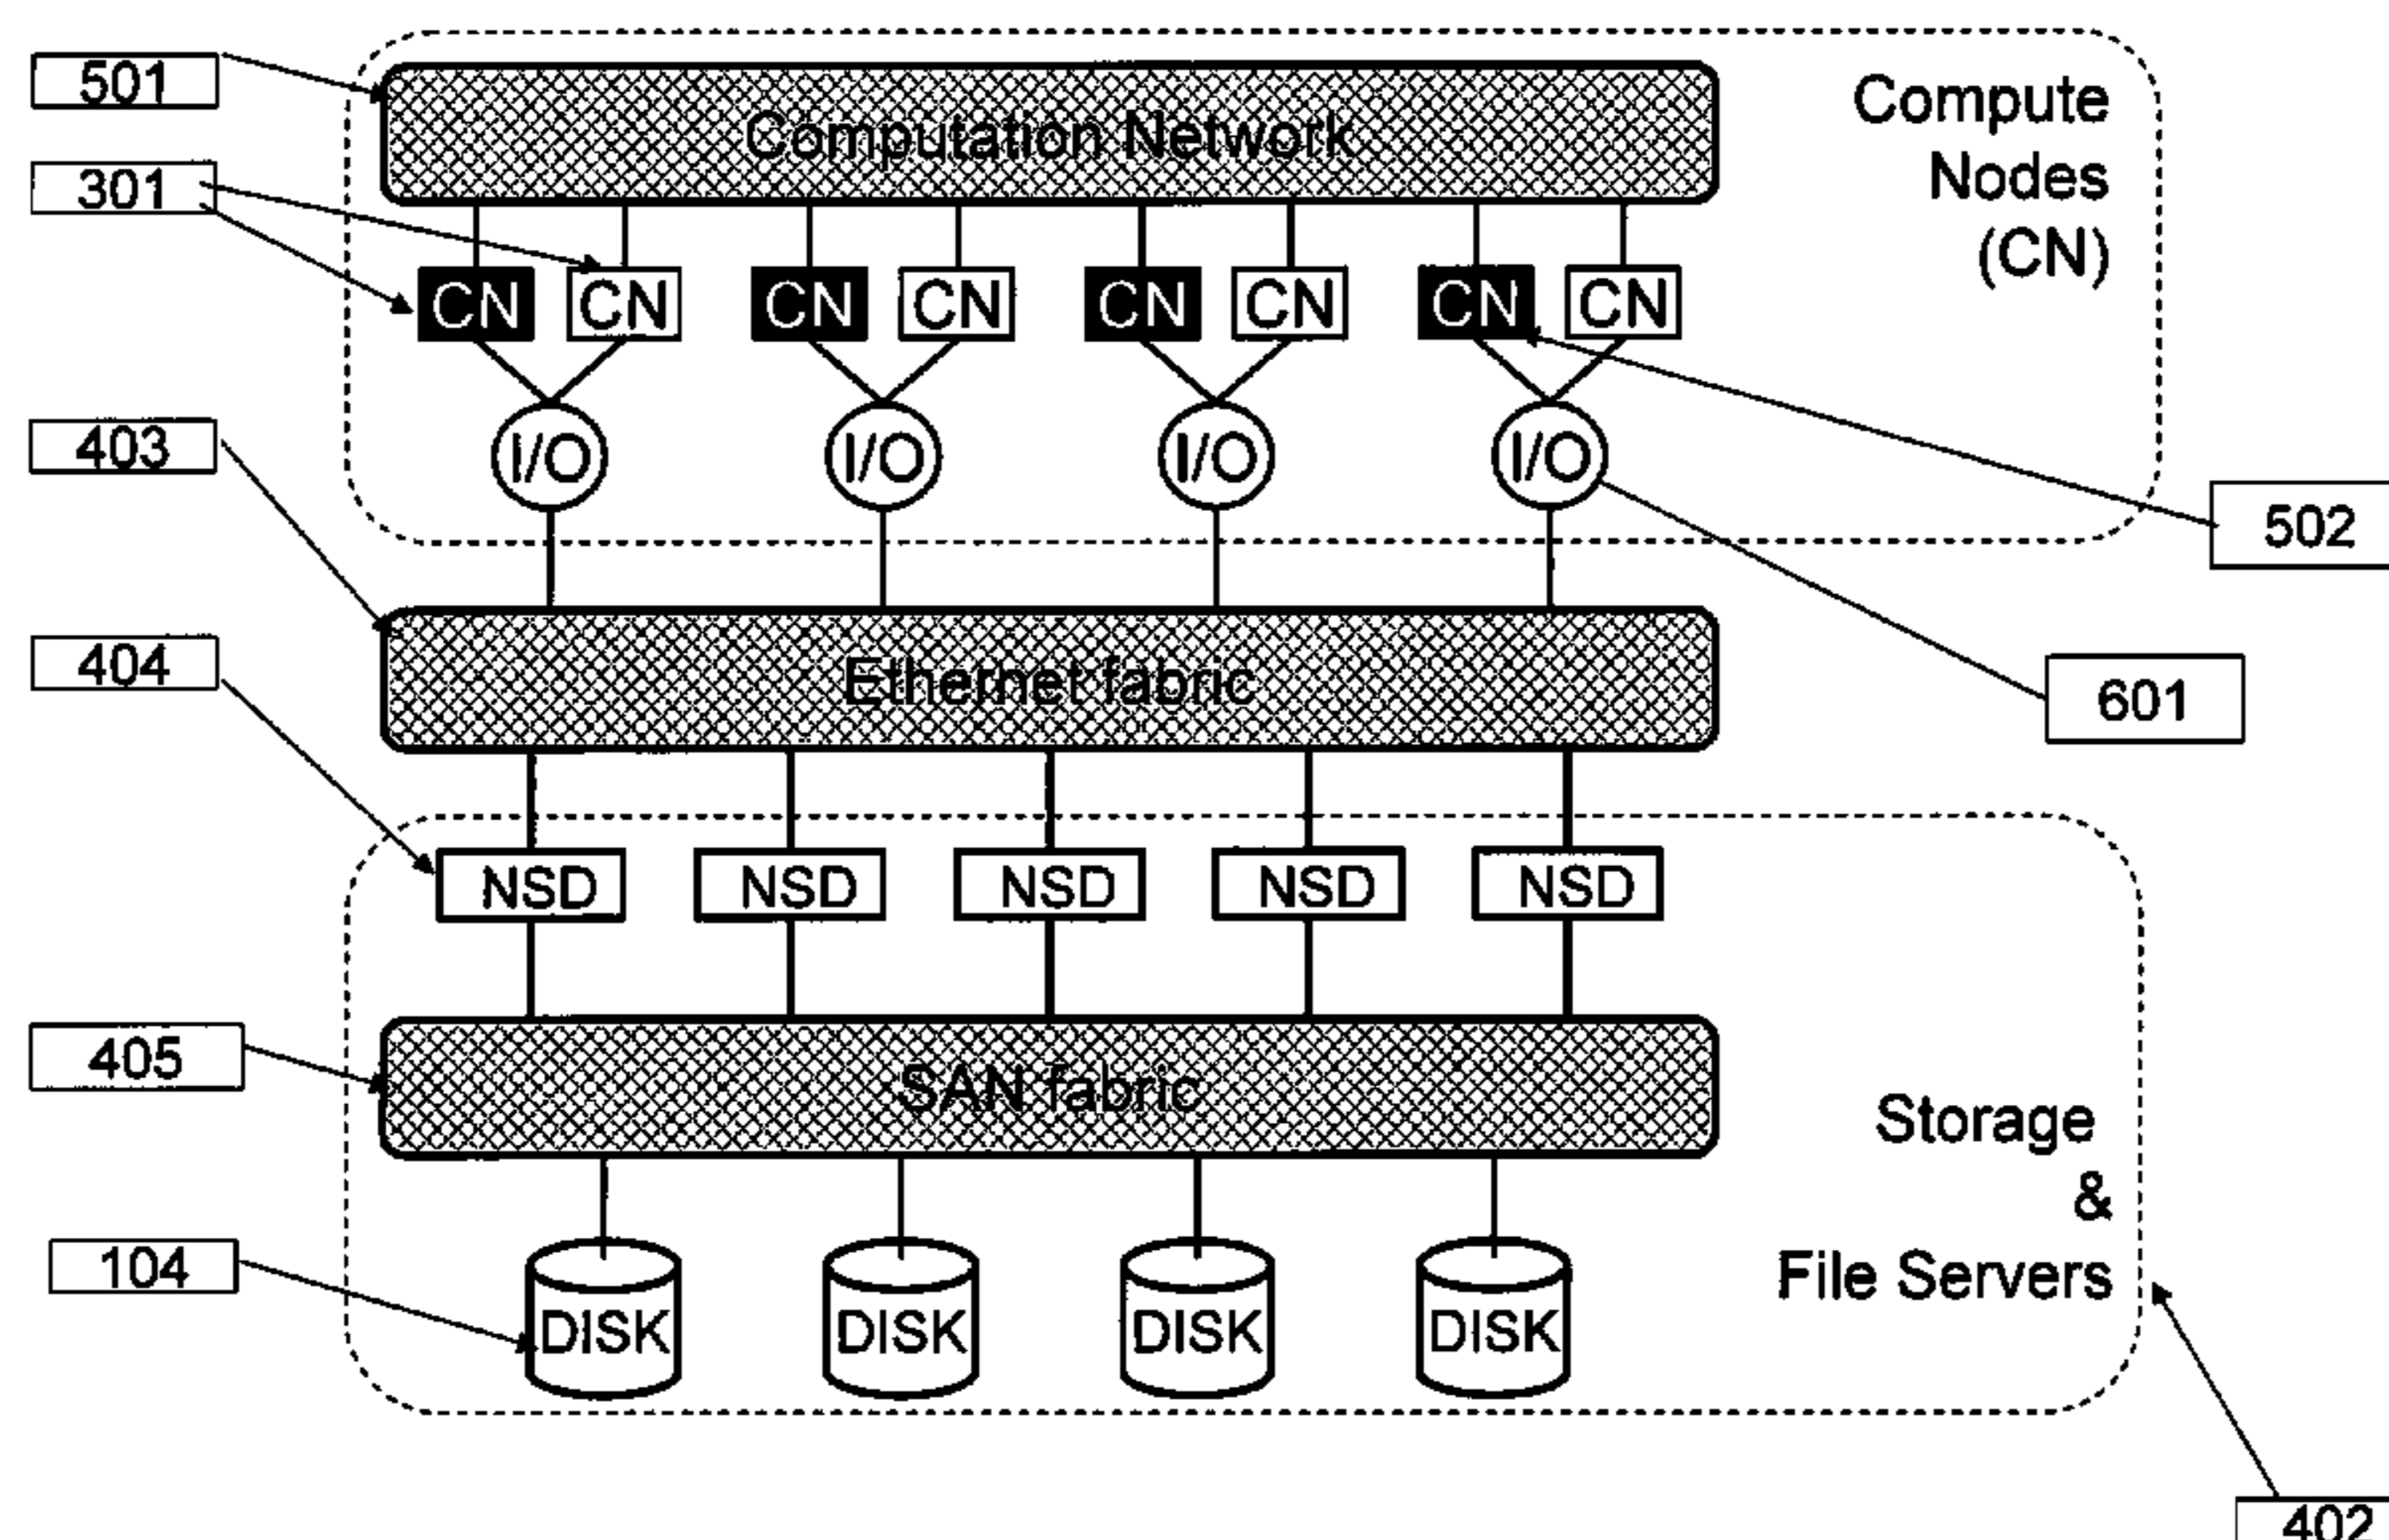 501
Computation Network
Compute
Nodes
(CN)
301
CN CN CN CN CN CN CN CN
403
I/O I/O I/O I/O
502
404
Ethernet fabric
601
NSD NSD NSD NSD NSD
405
SAN fabric
Storage
&
File Servers
104
DISK DISK DISK DISK
402